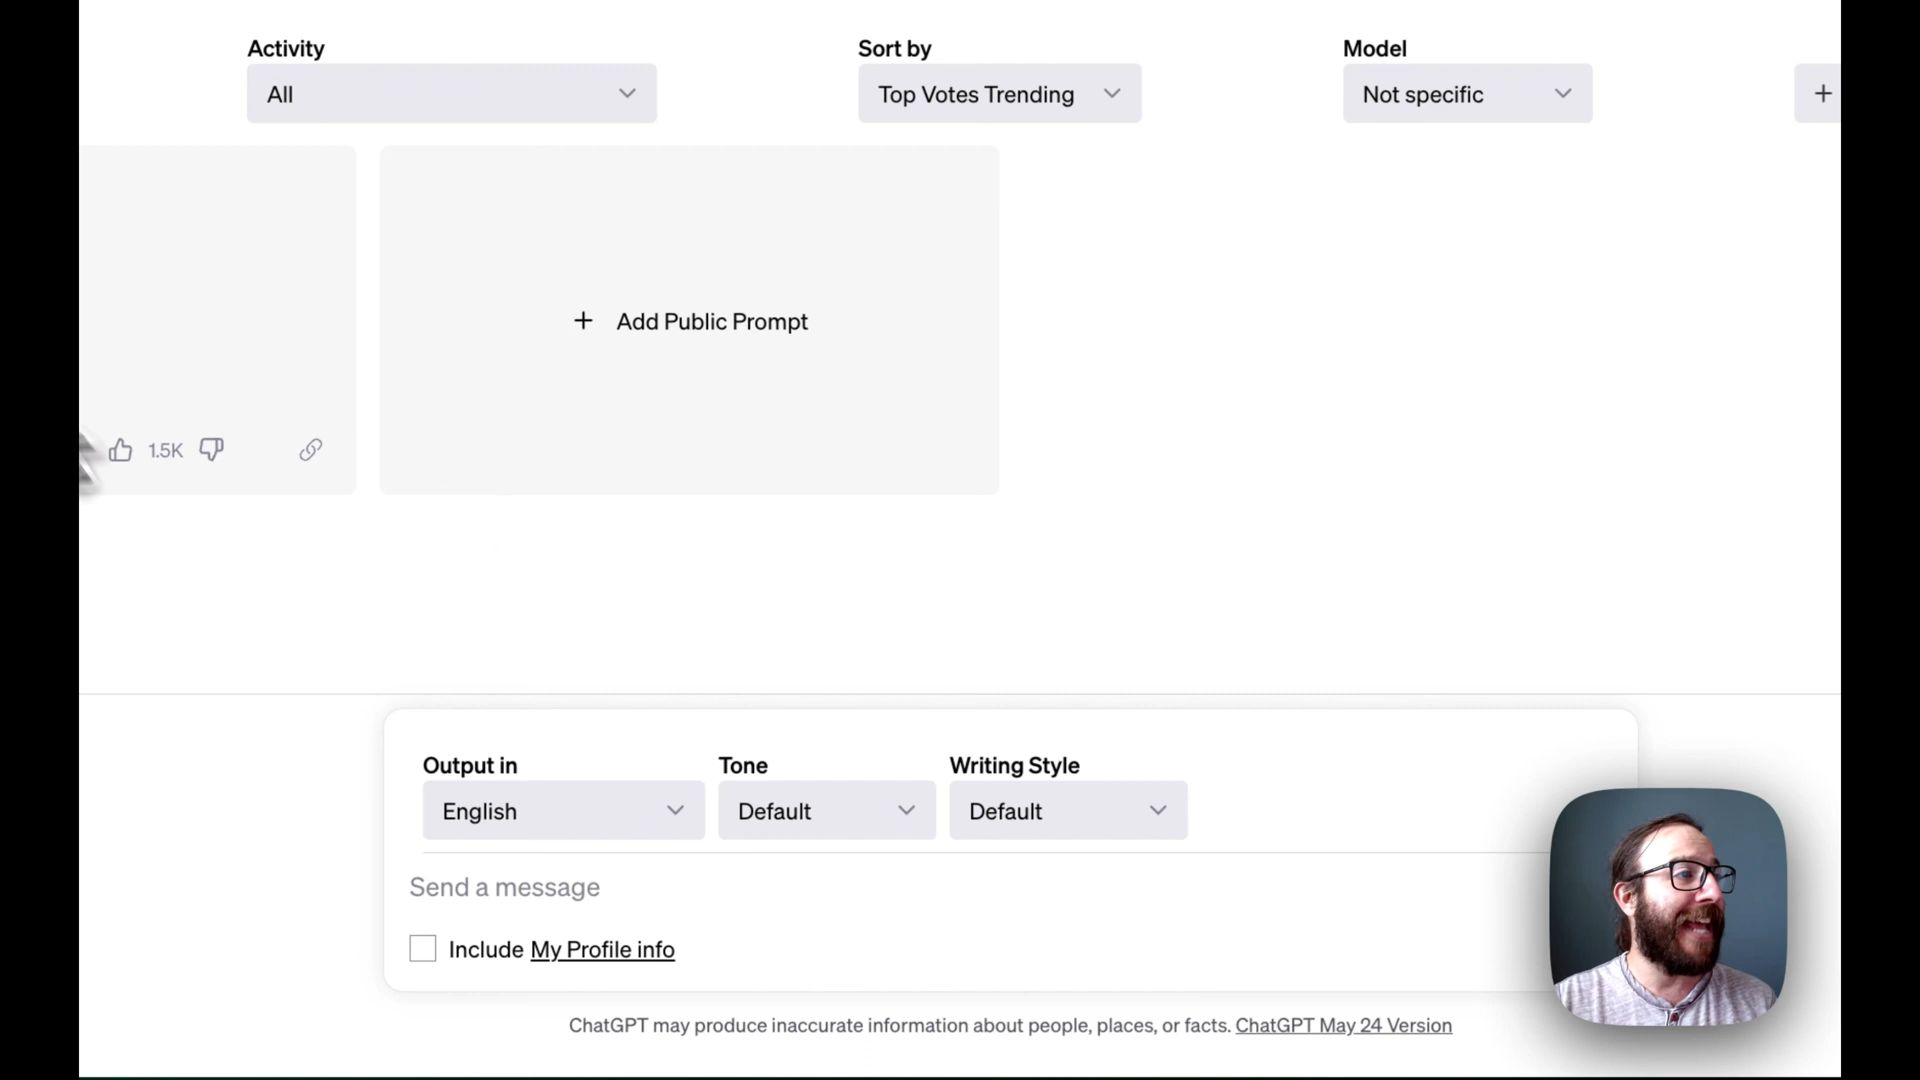 Activity
Sort by
Model
All
Top Votes Trending
Not specific
+
+ Add Public Prompt
1.5K
Output in
Tone
Writing Style
English
Default
Default
Send a message
Include My Profile info
ChatGPT may produce inaccurate information about people, places, or facts. ChatGPT May 24 Version